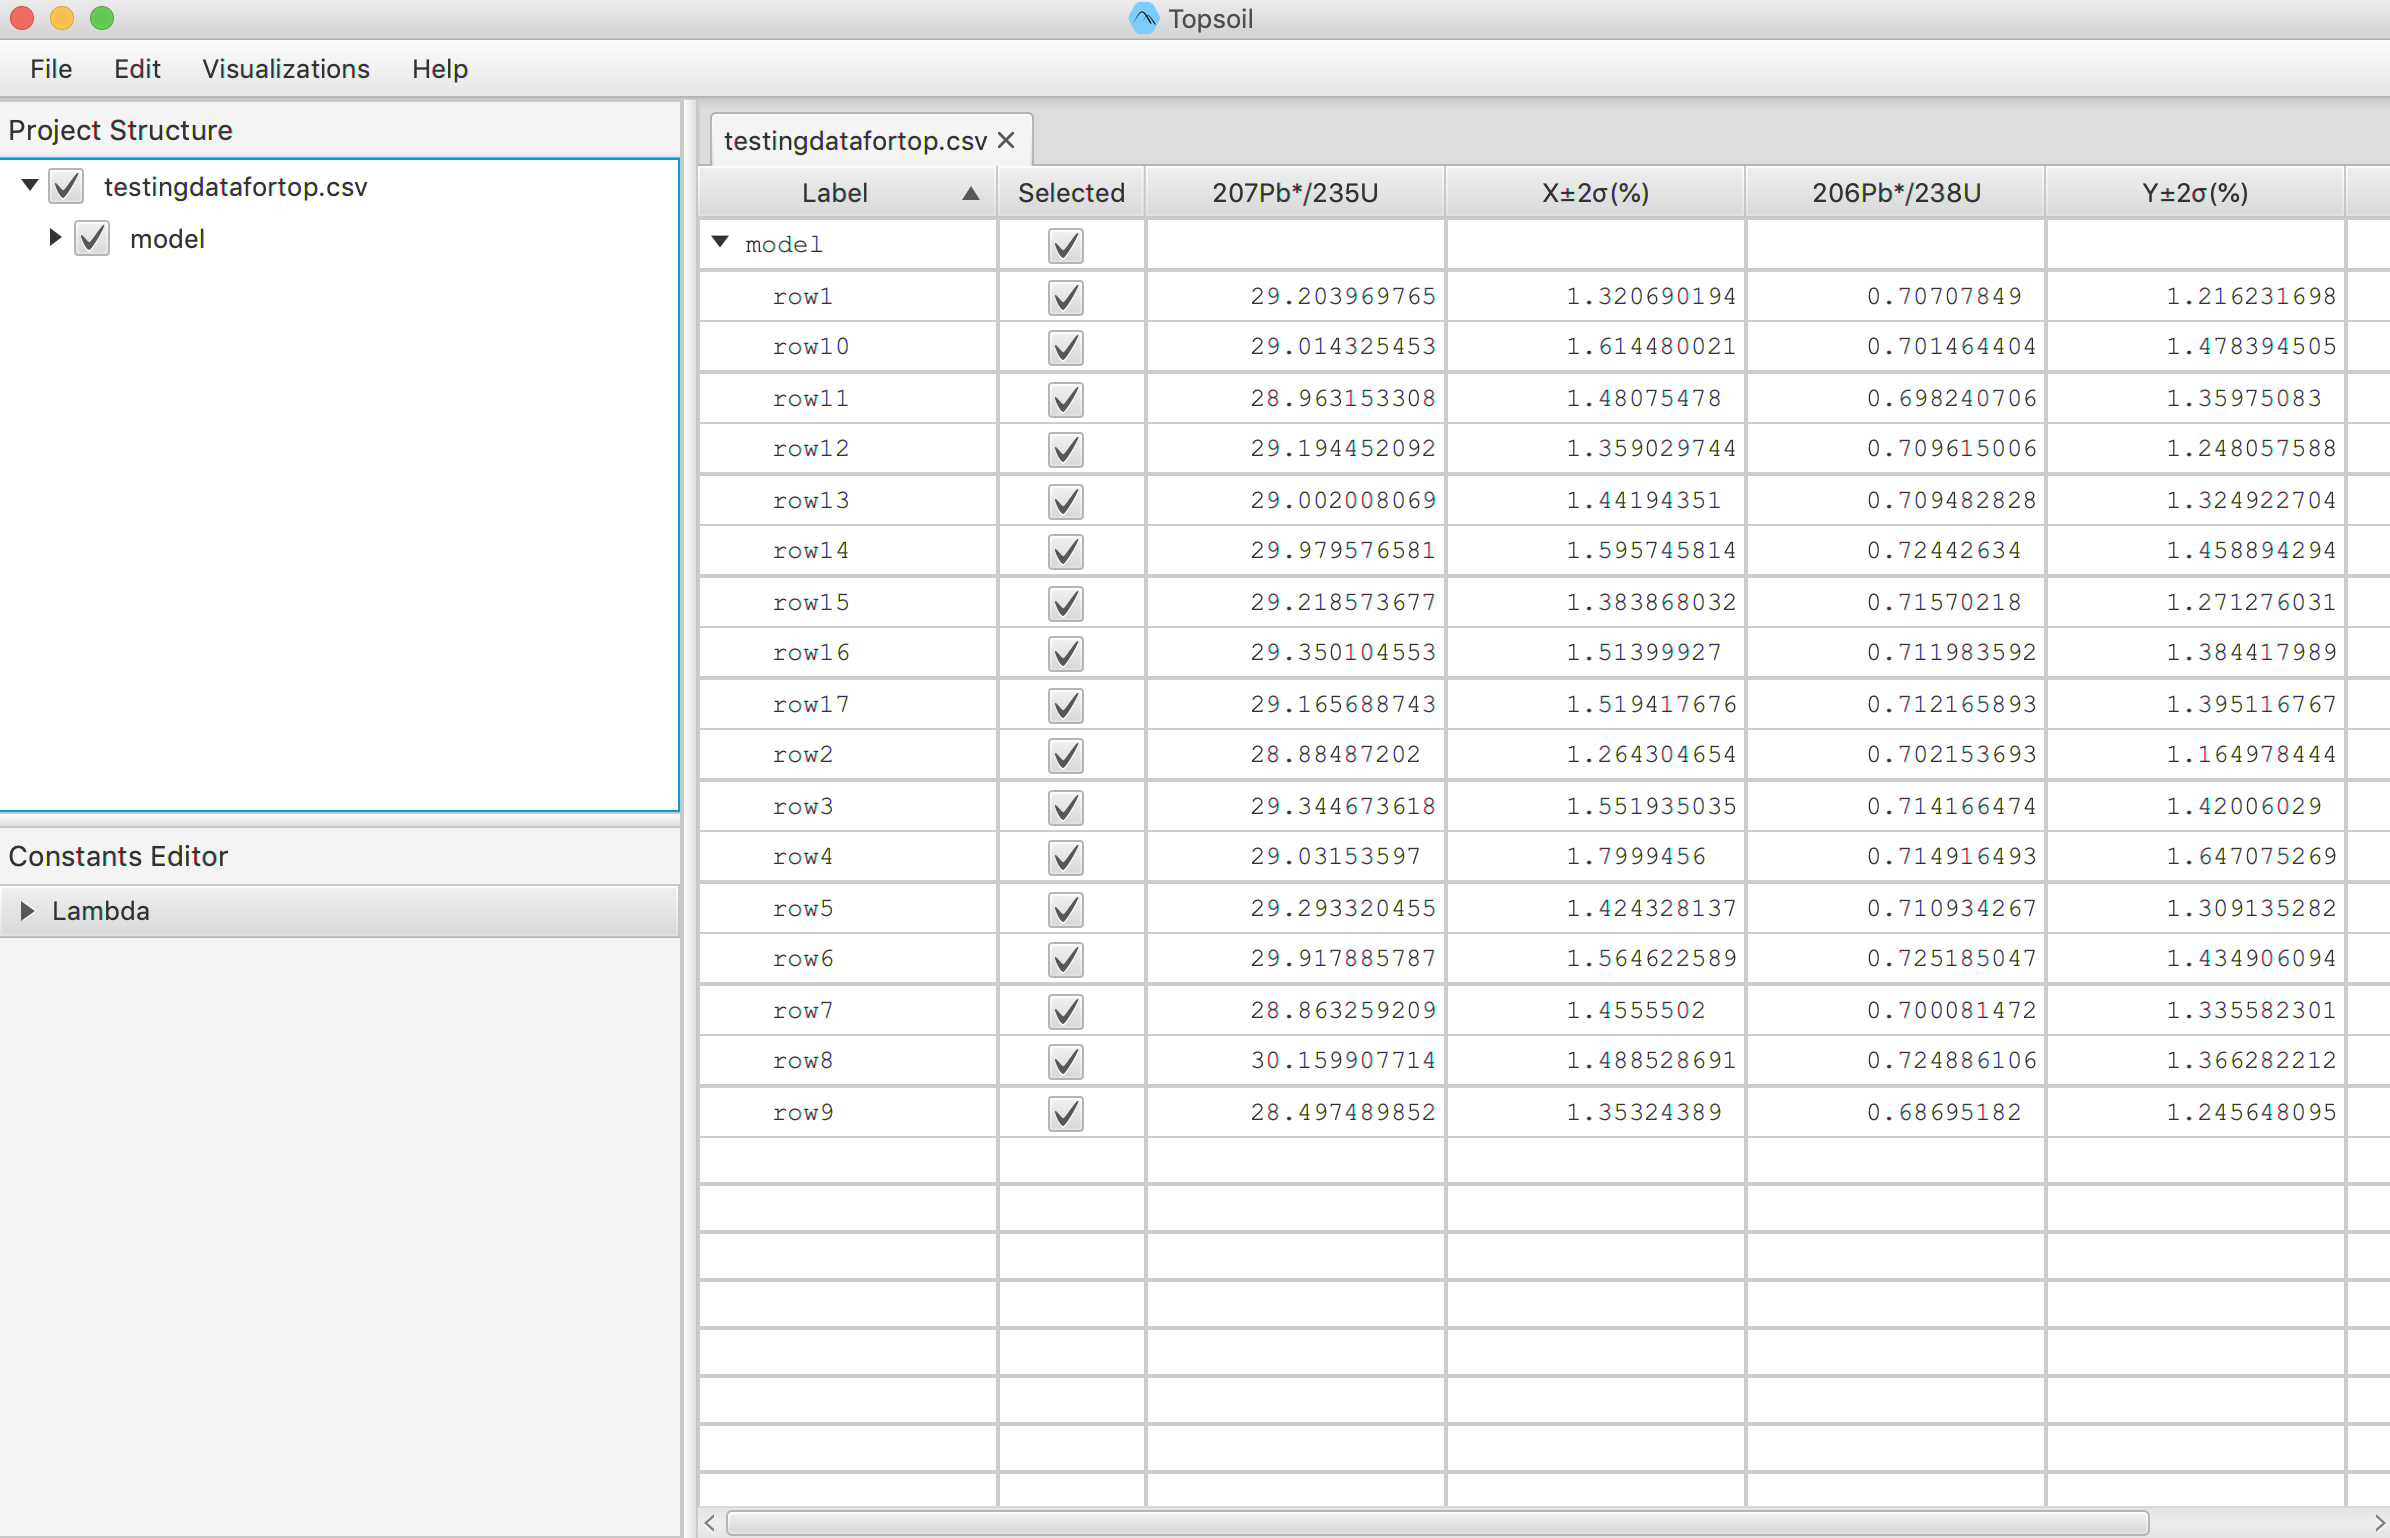 Topsoil
File Edit Visualizations Help
Project Structure
testingdatafortop.csv
model
Constants Editor
Lambda
testingdatafortop.csv
Label Selected 207Pb*/235U X±2σ(%) 206Pb*/238U Y±2σ(%)
model
row1 29.203969765 1.320690194 0.70707849 1.216231698
row10 29.014325453 1.614480021 0.701464404 1.478394505
row11 28.963153308 1.48075478 0.698240706 1.35975083
row12 29.194452092 1.359029744 0.709615006 1.248057588
row13 29.002008069 1.44194351 0.709482828 1.324922704
row14 29.979576581 1.595745814 0.72442634 1.458894294
row15 29.218573677 1.383868032 0.71570218 1.271276031
row16 29.350104553 1.51399927 0.711983592 1.384417989
row17 29.165688743 1.519417676 0.712165893 1.395116767
row2 28.88487202 1.264304654 0.702153693 1.164978444
row3 29.344673618 1.551935035 0.714166474 1.42006029
row4 29.03153597 1.7999456 0.714916493 1.647075269
row5 29.293320455 1.424328137 0.710934267 1.309135282
row6 29.917885787 1.564622589 0.725185047 1.434906094
row7 28.863259209 1.4555502 0.700081472 1.335582301
row8 30.159907714 1.488528691 0.724886106 1.366282212
row9 28.497489852 1.35324389 0.68695182 1.245648095